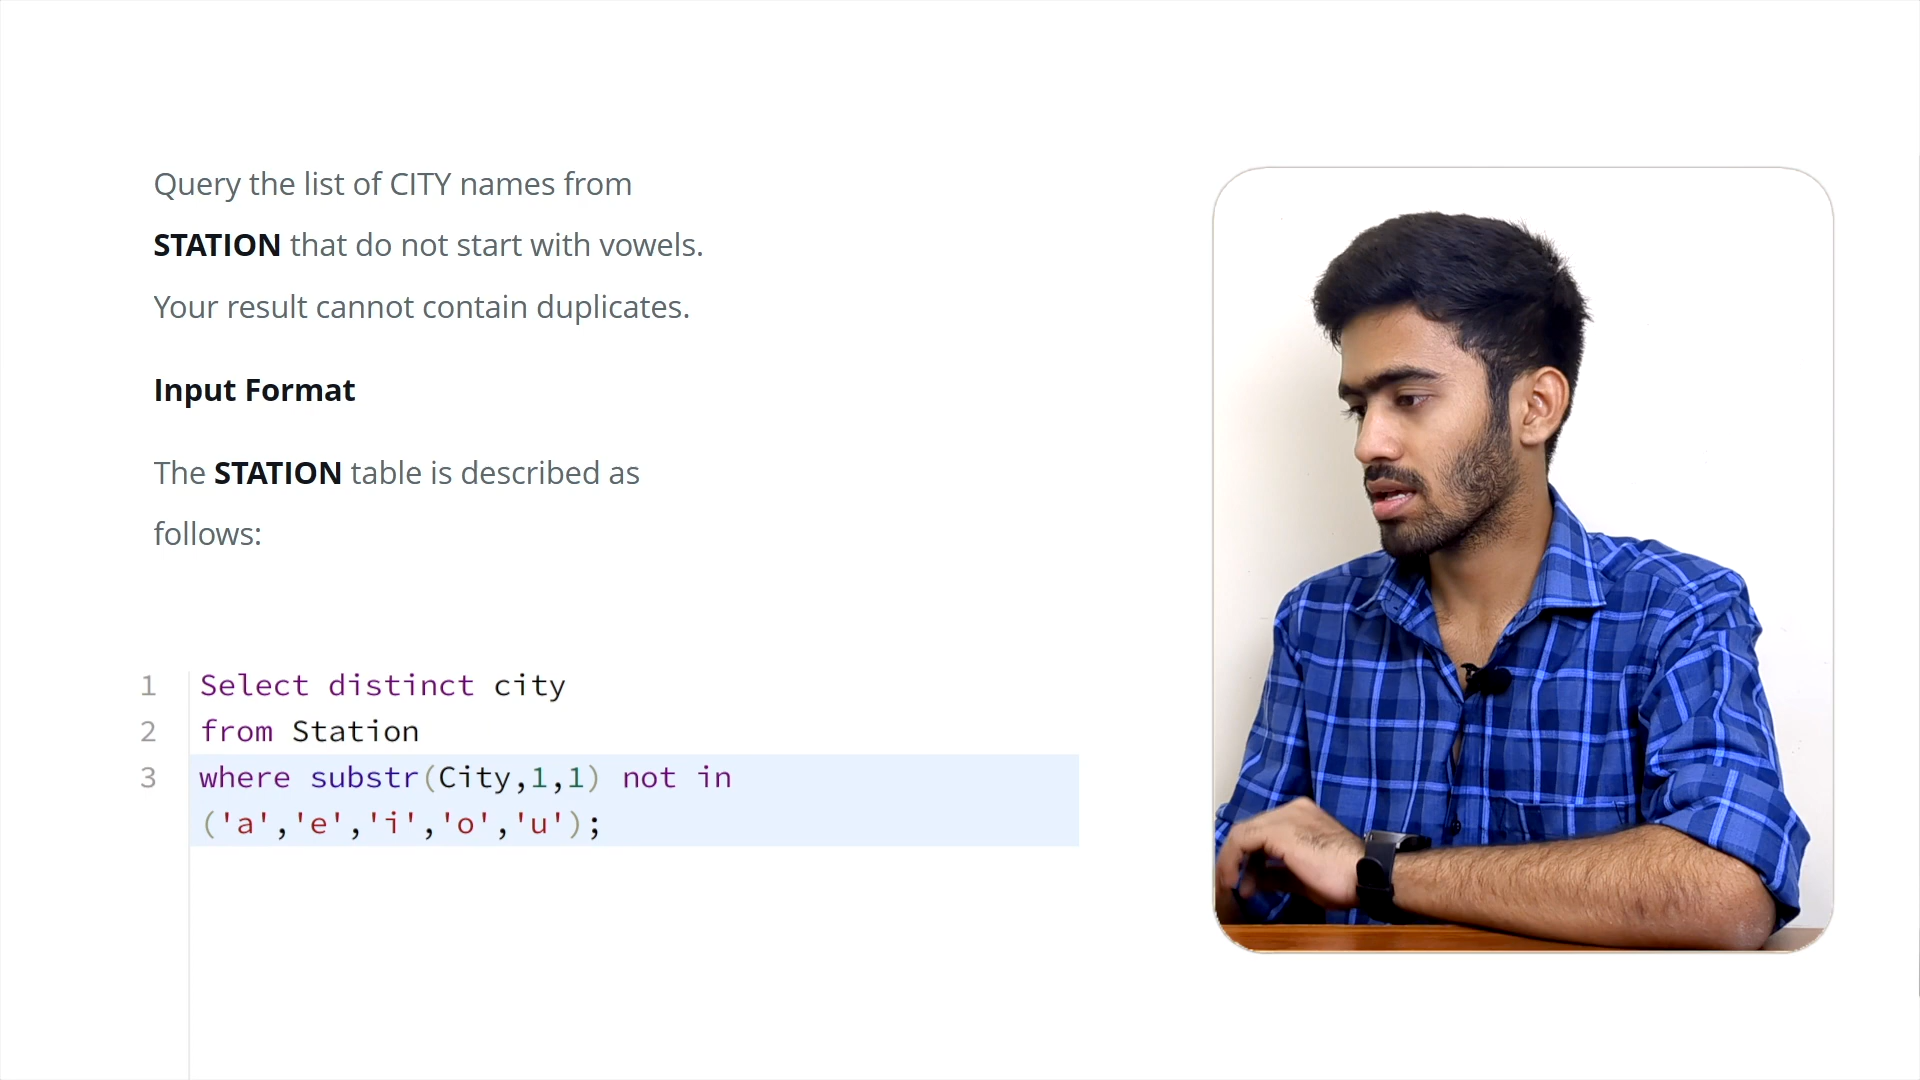 Query the list of CITY names from
STATION that do not start with vowels.
Your result cannot contain duplicates.
Input Format
The STATION table is described as
follows:
1 Select distinct city
2 from Station
3 where substr(City,1,1) not in
('a','e','i','o','u');